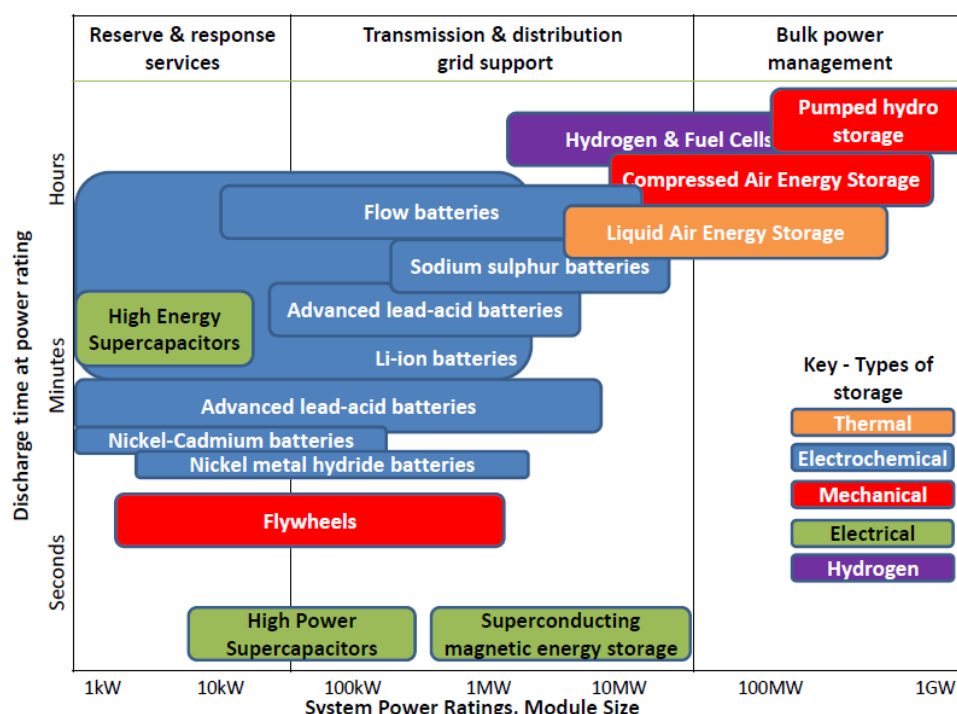 Reserve & response
services
Transmission & distribution
grid support
Bulk power
management
Discharge time at power rating
Hours
Minutes
Seconds
Pumped hydro
storage
Hydrogen & Fuel Cells
Compressed Air Energy Storage
Flow batteries
Liquid Air Energy Storage
Sodium sulphur batteries
High Energy
Supercapacitors
Advanced lead-acid batteries
Li-ion batteries
Advanced lead-acid batteries
Nickel-Cadmium batteries
Nickel metal hydride batteries
Flywheels
High Power
Supercapacitors
Superconducting
magnetic energy storage
Key - Types of
storage
Thermal
Electrochemical
Mechanical
Electrical
Hydrogen
1kW 10kW 100kW 1MW 10MW 100MW 1GW
System Power Ratings, Module Size